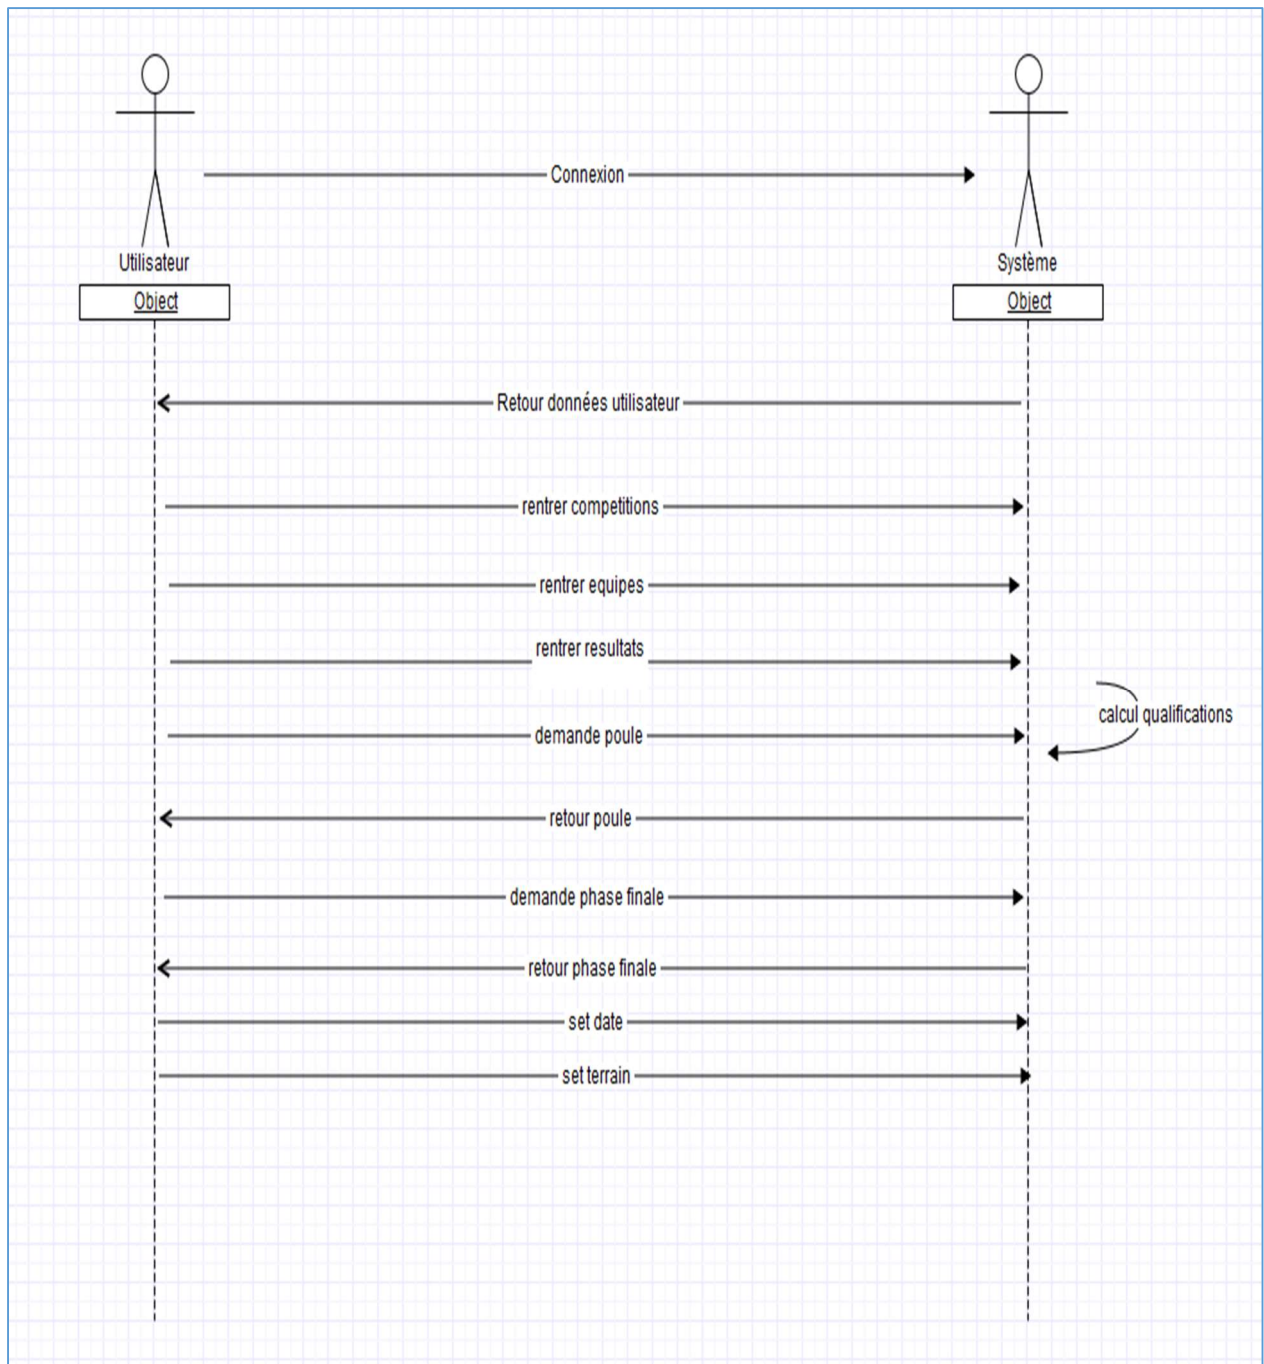 Connexion
Utilisateur
Système
Object
Object
Retour données utilisateur
rentrer competitions
rentrer equipes
rentrer resultats
calcul qualifications
demande poule
retour poule
demande phase finale
retour phase finale
set date
set terrain